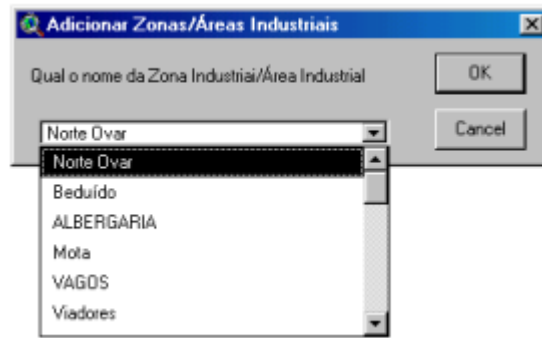 Adicionar Zonas/Áreas Industriais
Qual o nome da Zona Industriai/Área Industrial
OK
Norte Ovar
Cancel
Norte Ovar
Beduído
ALBERGARIA
Mota
VAGOS
Viadores